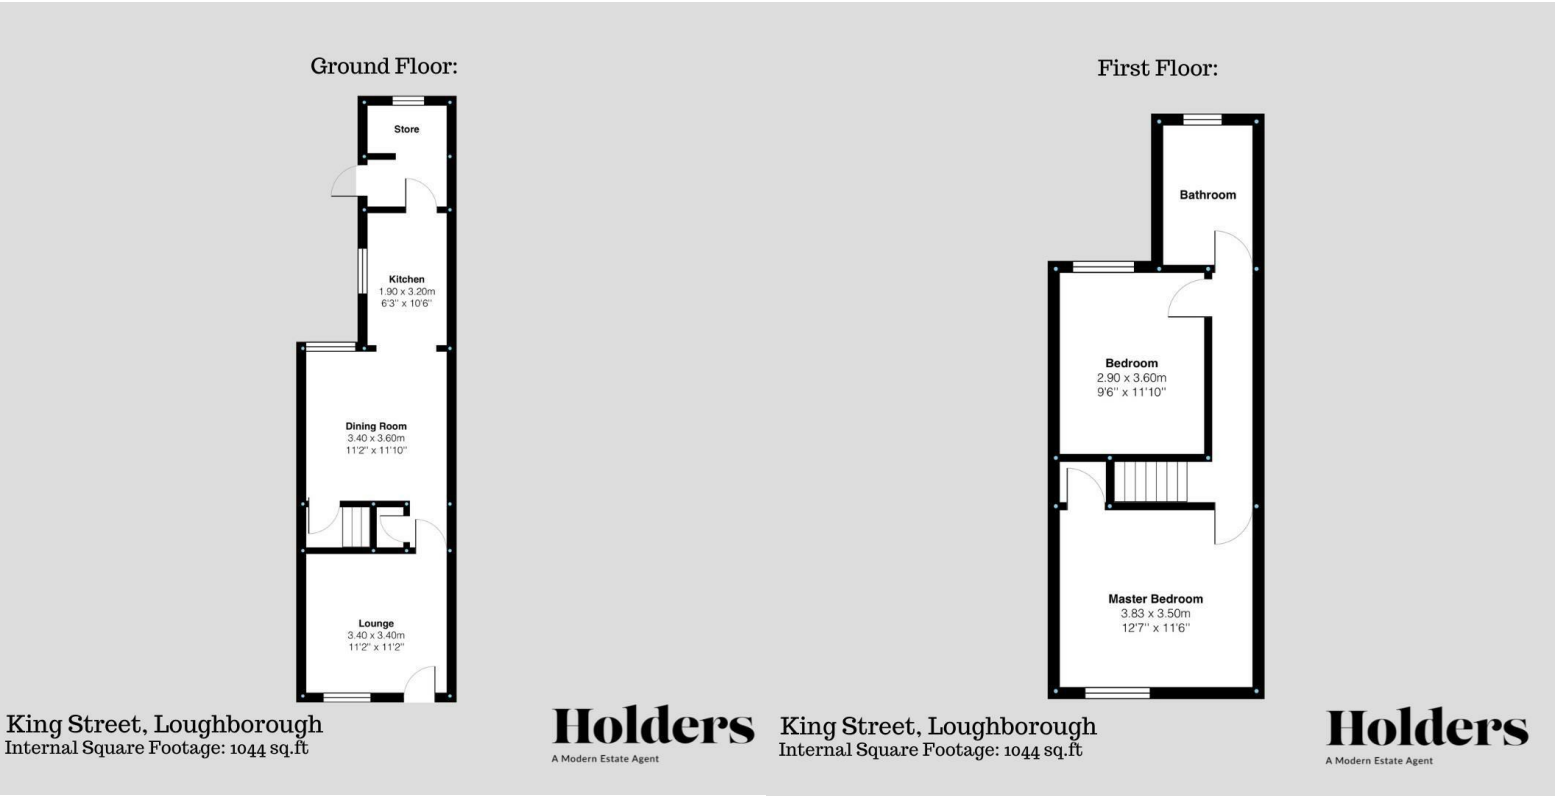 Ground Floor:
Store
Kitchen
1.90 x 3.20m
6'3'' x 10'6''
Dining Room
3.40 x 3.60m
11'2'' x 11'10''
Lounge
3.40 x 3.40m
11'2'' x 11'2''
King Street, Loughborough
Internal Square Footage: 1044 sq.ft
Holders
A Modern Estate Agent
First Floor:
Bathroom
Bedroom
2.90 x 3.60m
9'6'' x 11'10''
Master Bedroom
3.83 x 3.50m
12'7'' x 11'6''
King Street, Loughborough
Internal Square Footage: 1044 sq.ft
Holders
A Modern Estate Agent